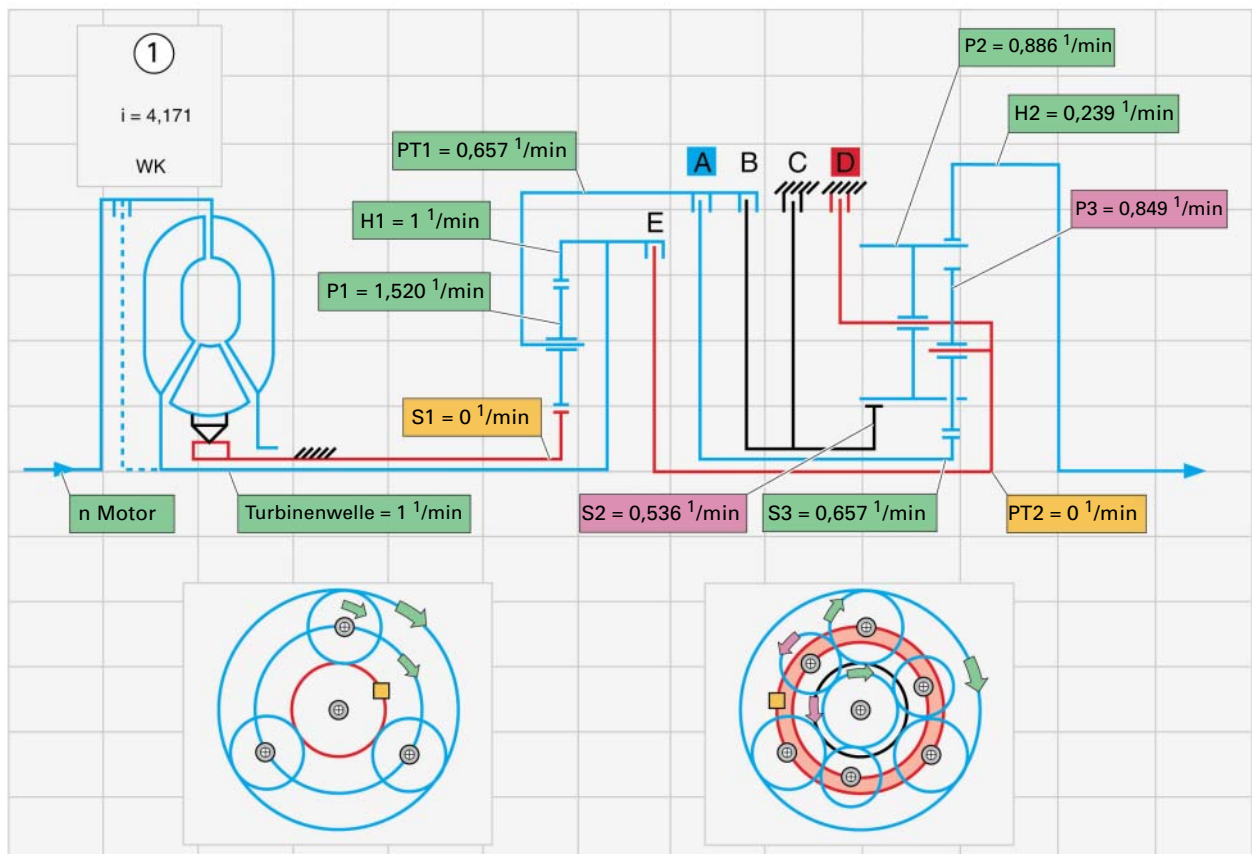 1
i = 4,171
WK
P2 = 0,886 ¹/min
H2 = 0,239 ¹/min
PT1 = 0,657 ¹/min
A B C D
P3 = 0,849 ¹/min
H1 = 1 ¹/min
E
P1 = 1,520 ¹/min
S1 = 0 ¹/min
n Motor
Turbinenwelle = 1 ¹/min
S2 = 0,536 ¹/min
S3 = 0,657 ¹/min
PT2 = 0 ¹/min